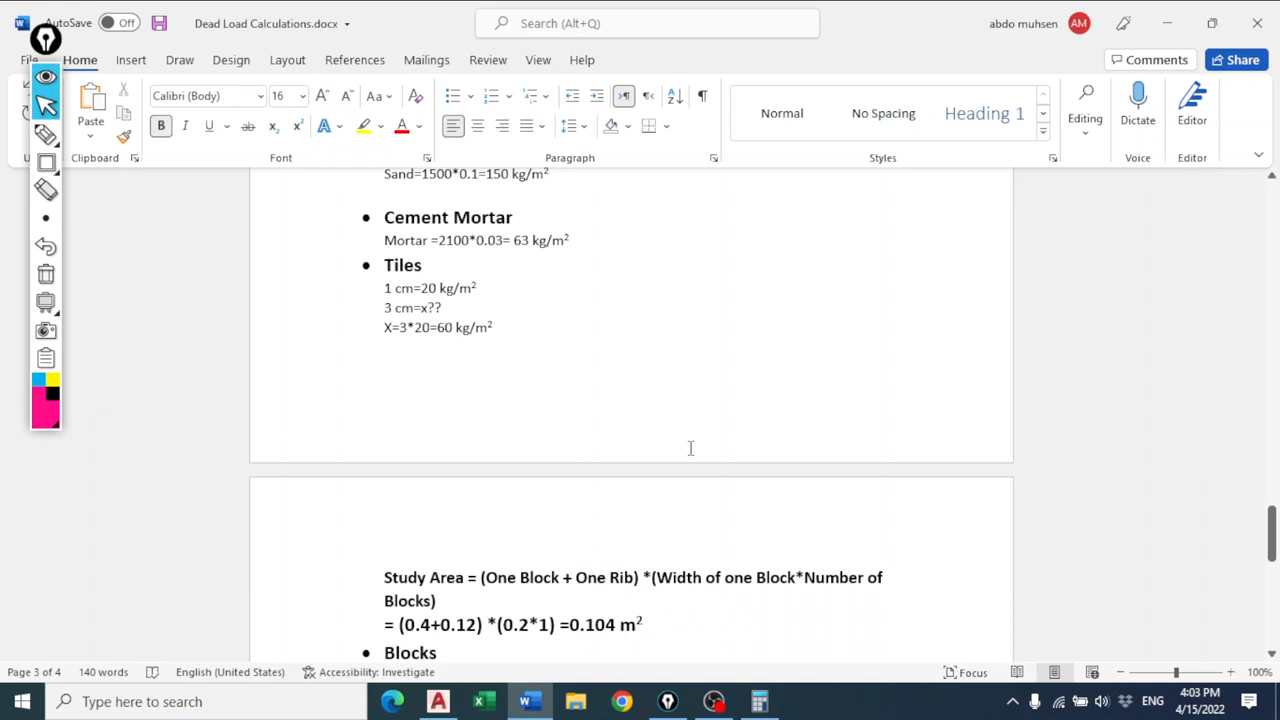 AutoSave Off Dead Load Calculations.docx Search (Alt+Q) abdo muhsen AM
File Home Insert Draw Design Layout References Mailings Review View Help Comments Share
Paste Calibri (Body) 16 Aa Normal No Spacing Heading 1 Editing Dictate Editor
Clipboard Font Paragraph Styles Voice Editor
Sand=1500*0.1=150 kg/m²
• Cement Mortar
Mortar =2100*0.03= 63 kg/m²
• Tiles
1 cm=20 kg/m²
3 cm=x??
X=3*20=60 kg/m²
Study Area = (One Block + One Rib) *(Width of one Block*Number of
Blocks)
= (0.4+0.12) *(0.2*1) =0.104 m²
• Blocks
Page 3 of 4 140 words English (United States) Accessibility: Investigate Focus 100%
Type here to search ENG 4:03 PM
4/15/2022